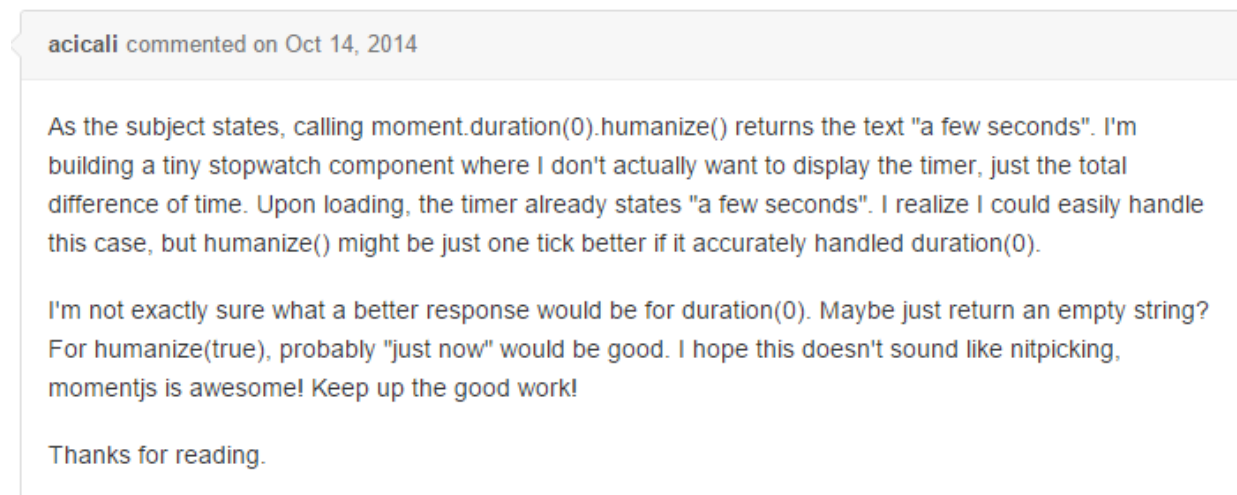 acicali commented on Oct 14, 2014
As the subject states, calling moment.duration(0).humanize() returns the text "a few seconds". I'm
building a tiny stopwatch component where I don't actually want to display the timer, just the total
difference of time. Upon loading, the timer already states "a few seconds". I realize I could easily handle
this case, but humanize() might be just one tick better if it accurately handled duration(0).
I'm not exactly sure what a better response would be for duration(0). Maybe just return an empty string?
For humanize(true), probably "just now" would be good. I hope this doesn't sound like nitpicking,
momentjs is awesome! Keep up the good work!
Thanks for reading.